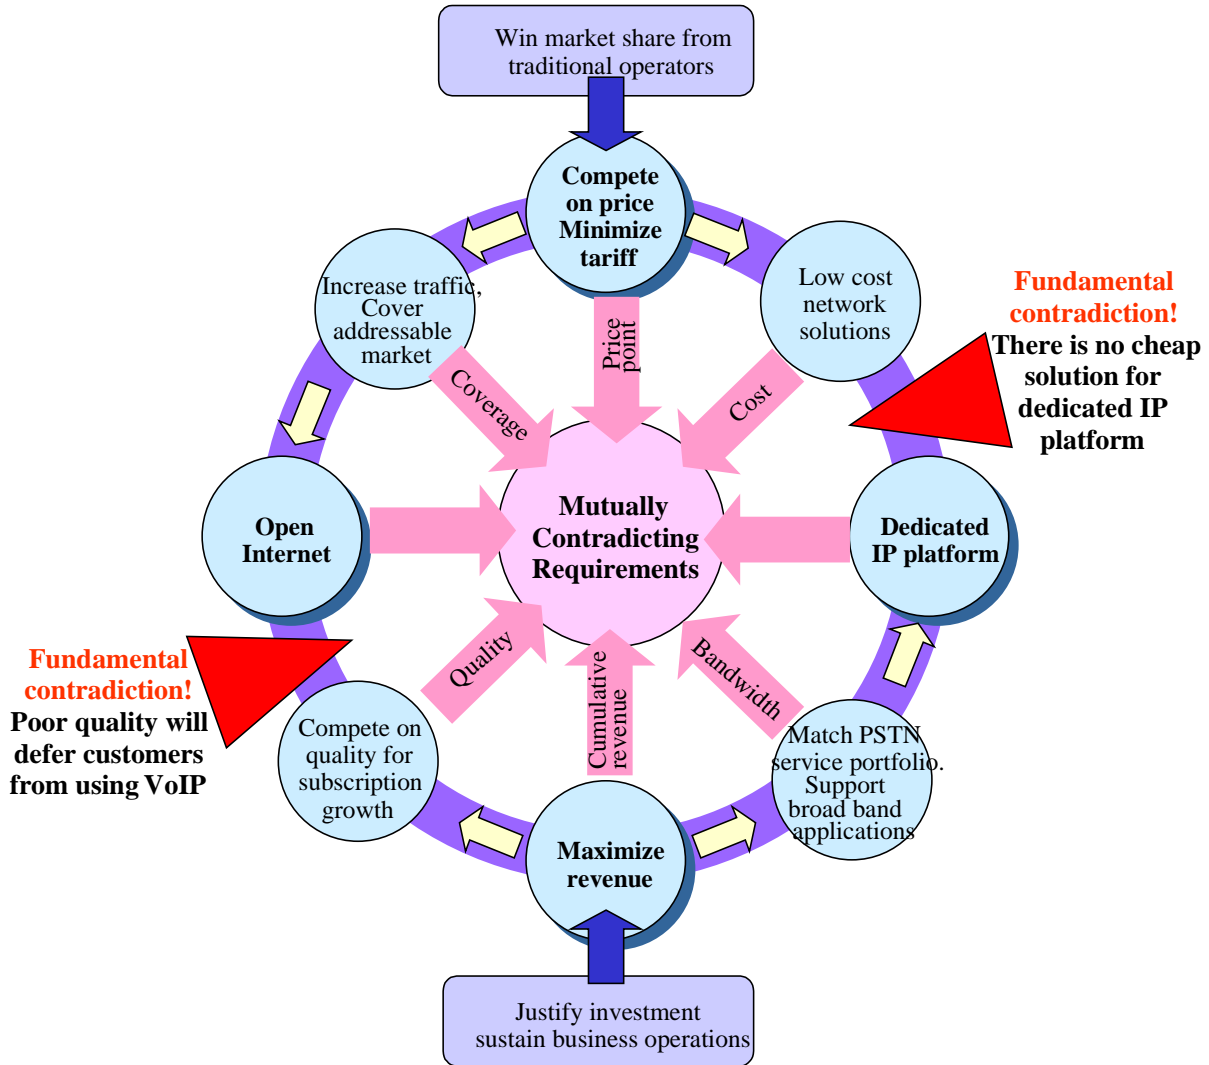 Win market share from
traditional operators
Compete
on price
Minimize
tariff
Increase traffic,
Cover
addressable
market
Low cost
network
solutions
Fundamental
contradiction!
There is no cheap
solution for
dedicated IP
platform
Coverage
Price
point
Cost
Open
Internet
Mutually
Contradicting
Requirements
Dedicated
IP platform
Fundamental
contradiction!
Poor quality will
defer customers
from using VoIP
Quality
Cumulative
revenue
Bandwidth
Compete on
quality for
subscription
growth
Match PSTN
service portfolio.
Support
broad band
applications
Maximize
revenue
Justify investment
sustain business operations